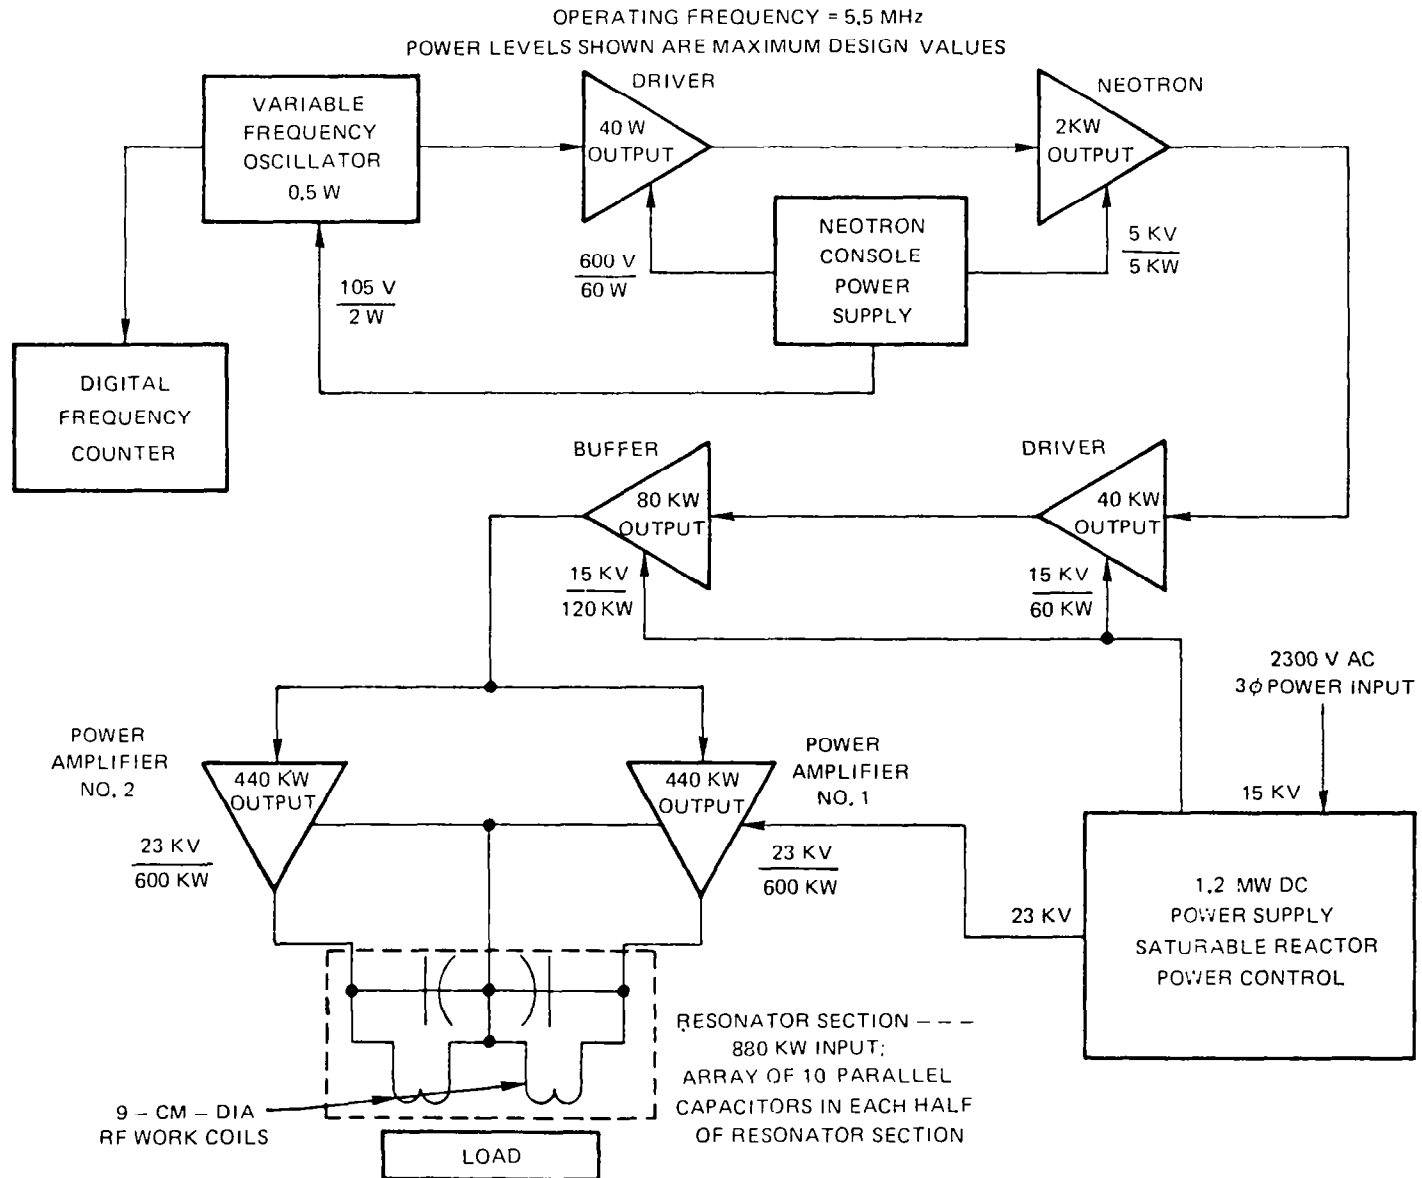 OPERATING FREQUENCY = 5.5 MHz
POWER LEVELS SHOWN ARE MAXIMUM DESIGN VALUES
VARIABLE
FREQUENCY
OSCILLATOR
0.5 W
DRIVER
40 W
OUTPUT
NEOTRON
2KW
OUTPUT
NEOTRON
CONSOLE
POWER
SUPPLY
600 V
60 W
5 KV
5 KW
105 V
2 W
DIGITAL
FREQUENCY
COUNTER
BUFFER
80 KW
OUTPUT
DRIVER
40 KW
OUTPUT
15 KV
120 KW
15 KV
60 KW
2300 V AC
3φ POWER INPUT
POWER
AMPLIFIER
NO. 2
440 KW
OUTPUT
440 KW
OUTPUT
POWER
AMPLIFIER
NO. 1
15 KV
23 KV
600 KW
23 KV
600 KW
23 KV
1.2 MW DC
POWER SUPPLY
SATURABLE REACTOR
POWER CONTROL
RESONATOR SECTION – – –
880 KW INPUT;
ARRAY OF 10 PARALLEL
CAPACITORS IN EACH HALF
OF RESONATOR SECTION
9 – CM – DIA
RF WORK COILS
LOAD